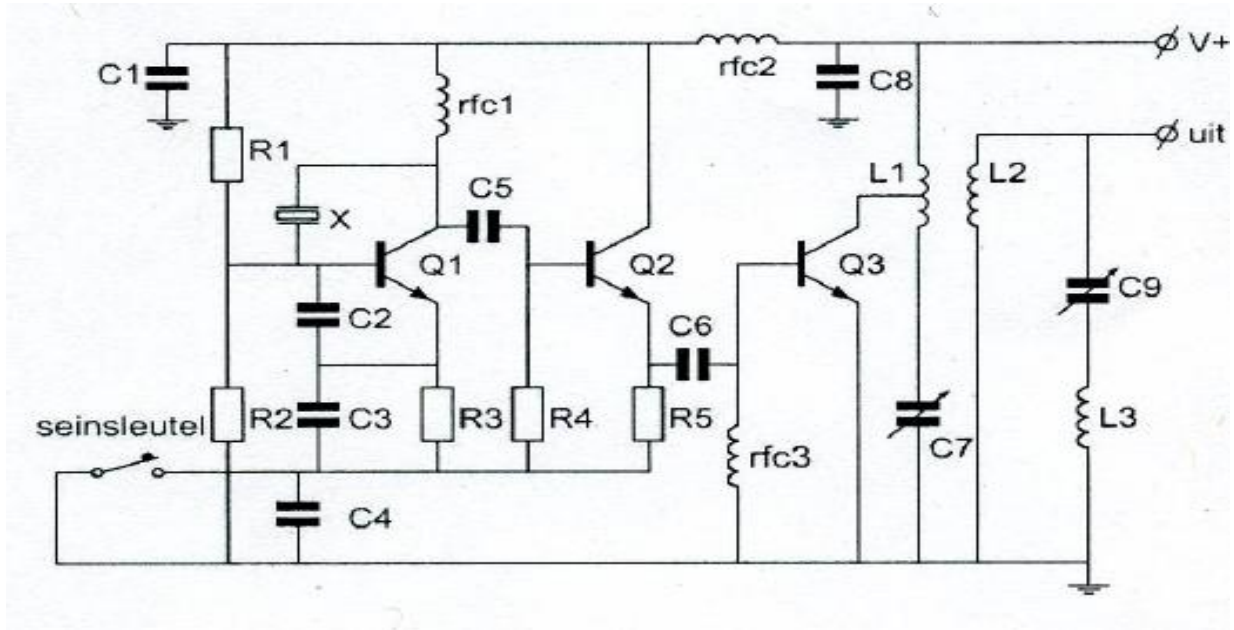 V+
C1
rfc2
C8
rfc1
uit
R1
C5
L1
L2
X
Q1
Q2
Q3
C9
C2
C6
seinsleutel
R2
C3
R3
R4
R5
rfc3
C7
L3
C4